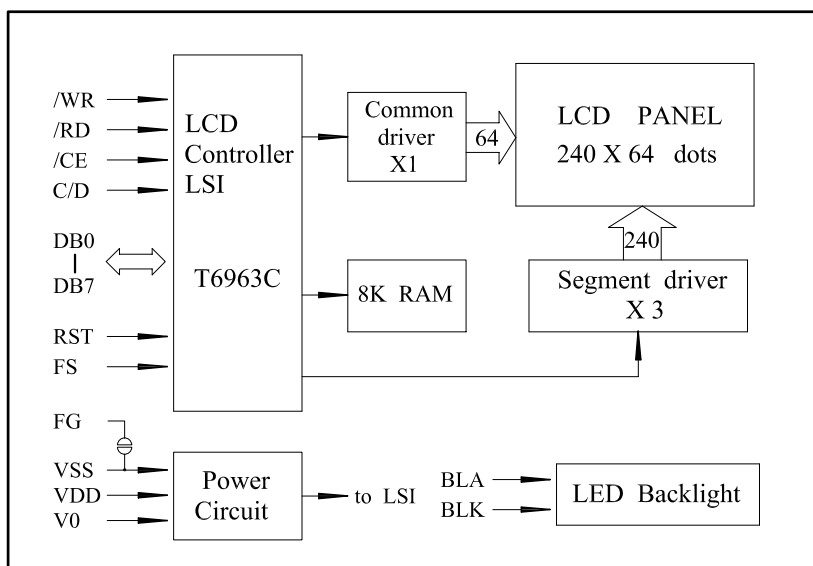 /WR
/RD
/CE
C/D
DB0
DB7
RST
FS
FG
VSS
VDD
V0
LCD
Controller
LSI
T6963C
Common
driver
X1
64
LCD PANEL
240 X 64 dots
240
8K RAM
Segment driver
X 3
Power
Circuit
to LSI
BLA
BLK
LED Backlight